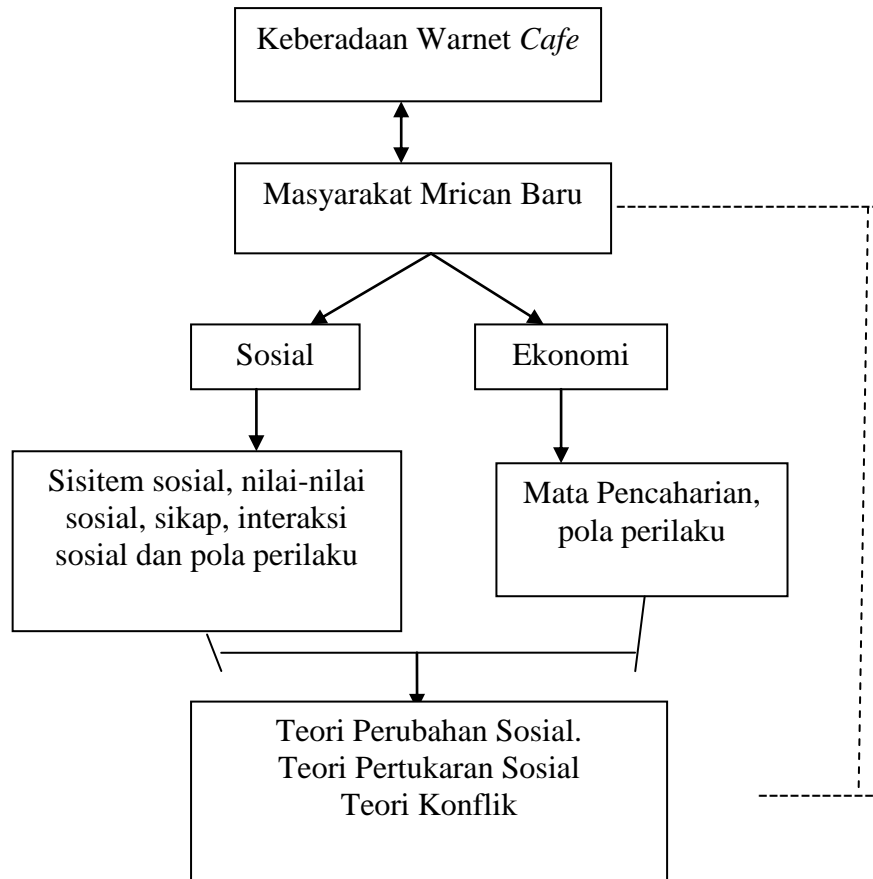 Keberadaan Warnet Cafe
Masyarakat Mrican Baru
Sosial
Ekonomi
Sisitem sosial, nilai-nilai
sosial, sikap, interaksi
sosial dan pola perilaku
Mata Pencaharian,
pola perilaku
Teori Perubahan Sosial.
Teori Pertukaran Sosial
Teori Konflik